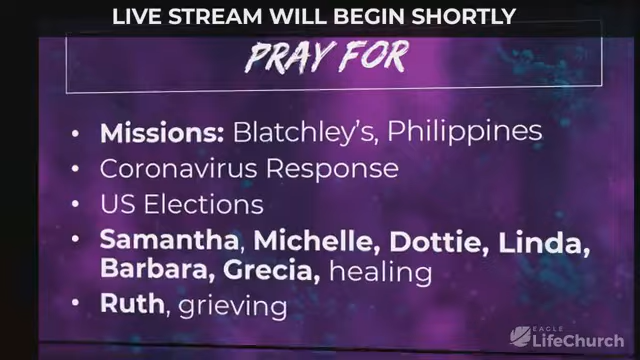 LIVE STREAM WILL BEGIN SHORTLY
PRAY FOR
• Missions: Blatchley's, Philippines
• Coronavirus Response
• US Elections
• Samantha, Michelle, Dottie, Linda,
Barbara, Grecia, healing
• Ruth, grieving
EAGLE
LifeChurch